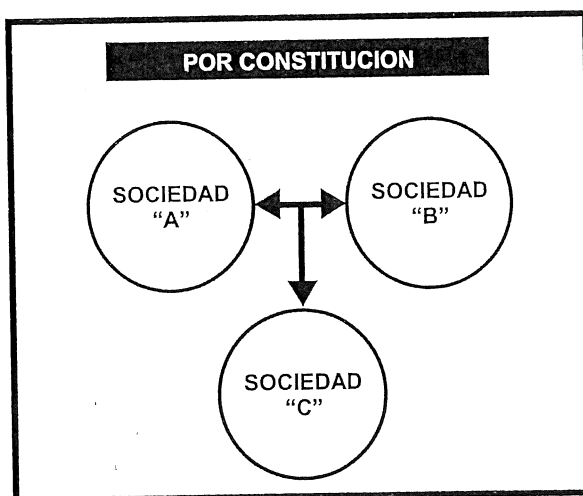 POR CONSTITUCION
SOCIEDAD
"A"
SOCIEDAD
"B"
SOCIEDAD
"C"